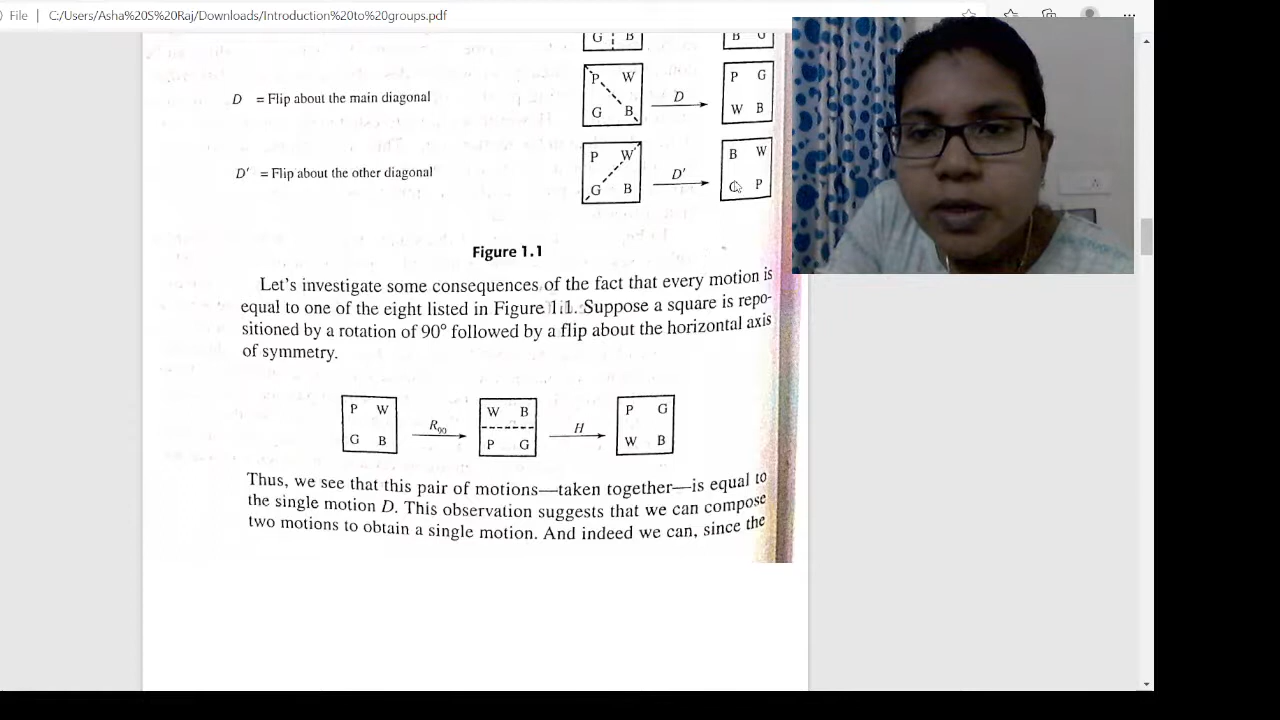 File | C:/Users/Asha%20S%20Raj/Downloads/Introduction%20to%20groups.pdf
G B B G
D = Flip about the main diagonal
P W
G B
D
P G
W B
D′ = Flip about the other diagonal
P W
G B
D′
B W
G P
Figure 1.1
Let's investigate some consequences of the fact that every motion is
equal to one of the eight listed in Figure 1.1. Suppose a square is repo-
sitioned by a rotation of 90° followed by a flip about the horizontal axis
of symmetry.
P W
G B
R90
W B
P G
H
P G
W B
Thus, we see that this pair of motions—taken together—is equal to
the single motion D. This observation suggests that we can compose
two motions to obtain a single motion. And indeed we can, since the